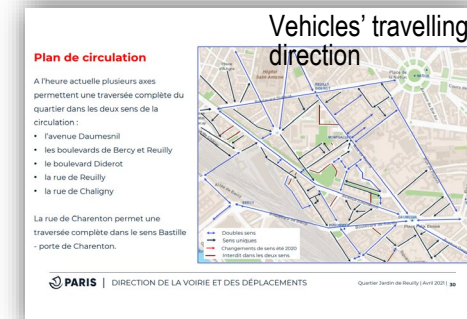 Vehicles’ travelling
direction
Plan de circulation
A l'heure actuelle plusieurs axes
permettent une traversée complète du
quartier dans les deux sens de la
circulation :
• l'avenue Daumesnil
• les boulevards de Bercy et Reuilly
• le boulevard Diderot
• la rue de Reuilly
• la rue de Chaligny
La rue de Charenton permet une
traversée complète dans le sens Bastille
- porte de Charenton.
Doubles sens
Sens uniques
Changements de sens été 2020
Interdit dans les deux sens
PARIS | DIRECTION DE LA VOIRIE ET DES DÉPLACEMENTS
Quartier Jardin de Reuilly | Avril 2021 | 30